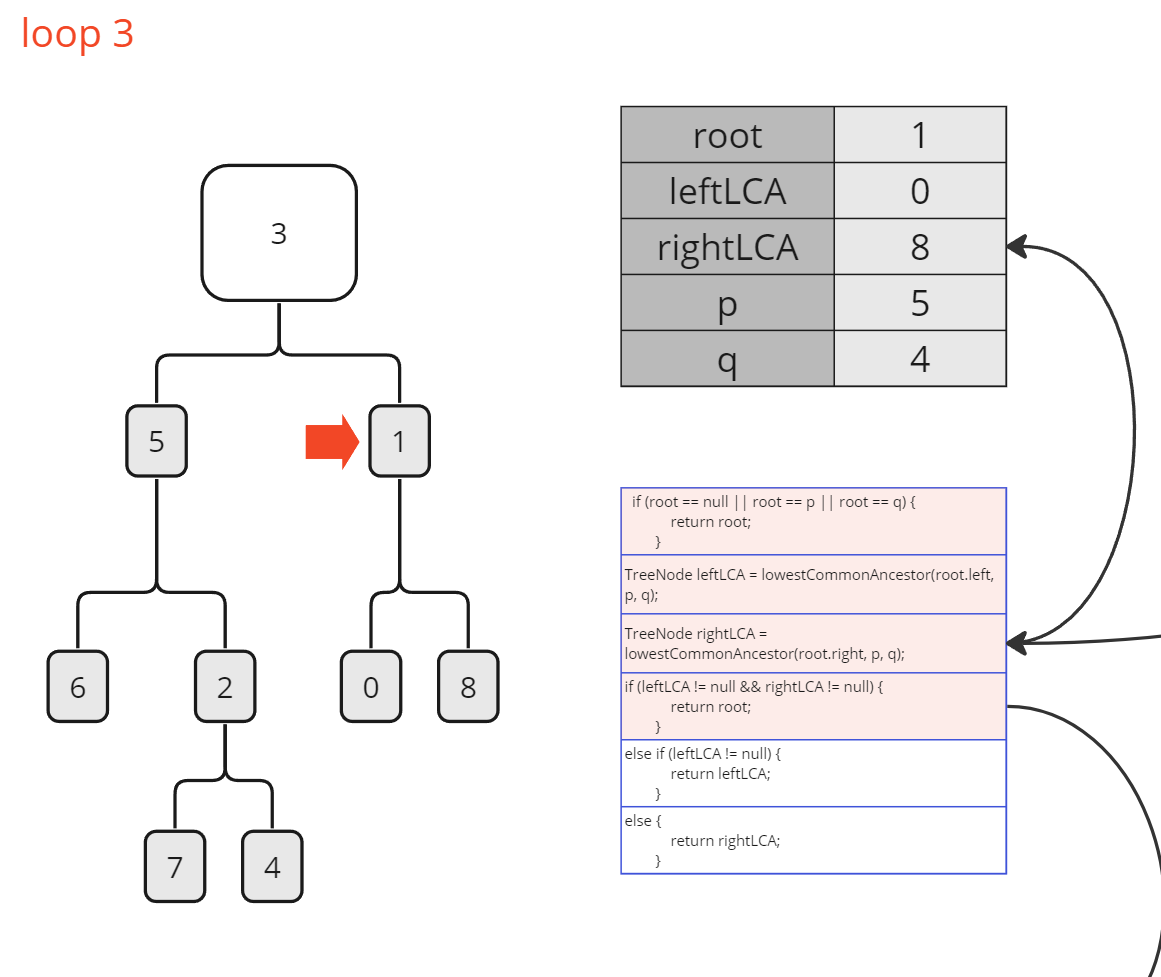 loop 3
3
5
1
6
2
0
8
7
4
root 1
leftLCA 0
rightLCA 8
p 5
q 4
if (root == null || root == p || root == q) {
return root;
}
TreeNode leftLCA = lowestCommonAncestor(root.left,
p, q);
TreeNode rightLCA =
lowestCommonAncestor(root.right, p, q);
if (leftLCA != null && rightLCA != null) {
return root;
}
else if (leftLCA != null) {
return leftLCA;
}
else {
return rightLCA;
}